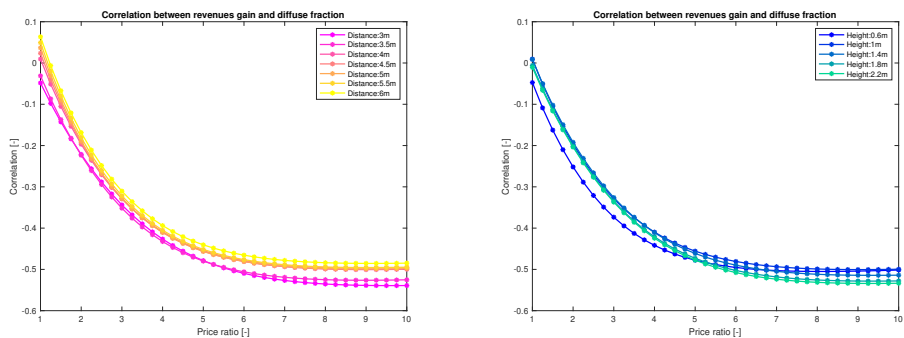 Correlation between revenues gain and diffuse fraction
0.1
0
-0.1
-0.2
-0.3
-0.4
-0.5
-0.6
Correlation [-]
1 2 3 4 5 6 7 8 9 10
Price ratio [-]
Distance:3m
Distance:3.5m
Distance:4m
Distance:4.5m
Distance:5m
Distance:5.5m
Distance:6m
Correlation between revenues gain and diffuse fraction
0.1
0
-0.1
-0.2
-0.3
-0.4
-0.5
-0.6
Correlation [-]
1 2 3 4 5 6 7 8 9 10
Price ratio [-]
Height:0.6m
Height:1m
Height:1.4m
Height:1.8m
Height:2.2m